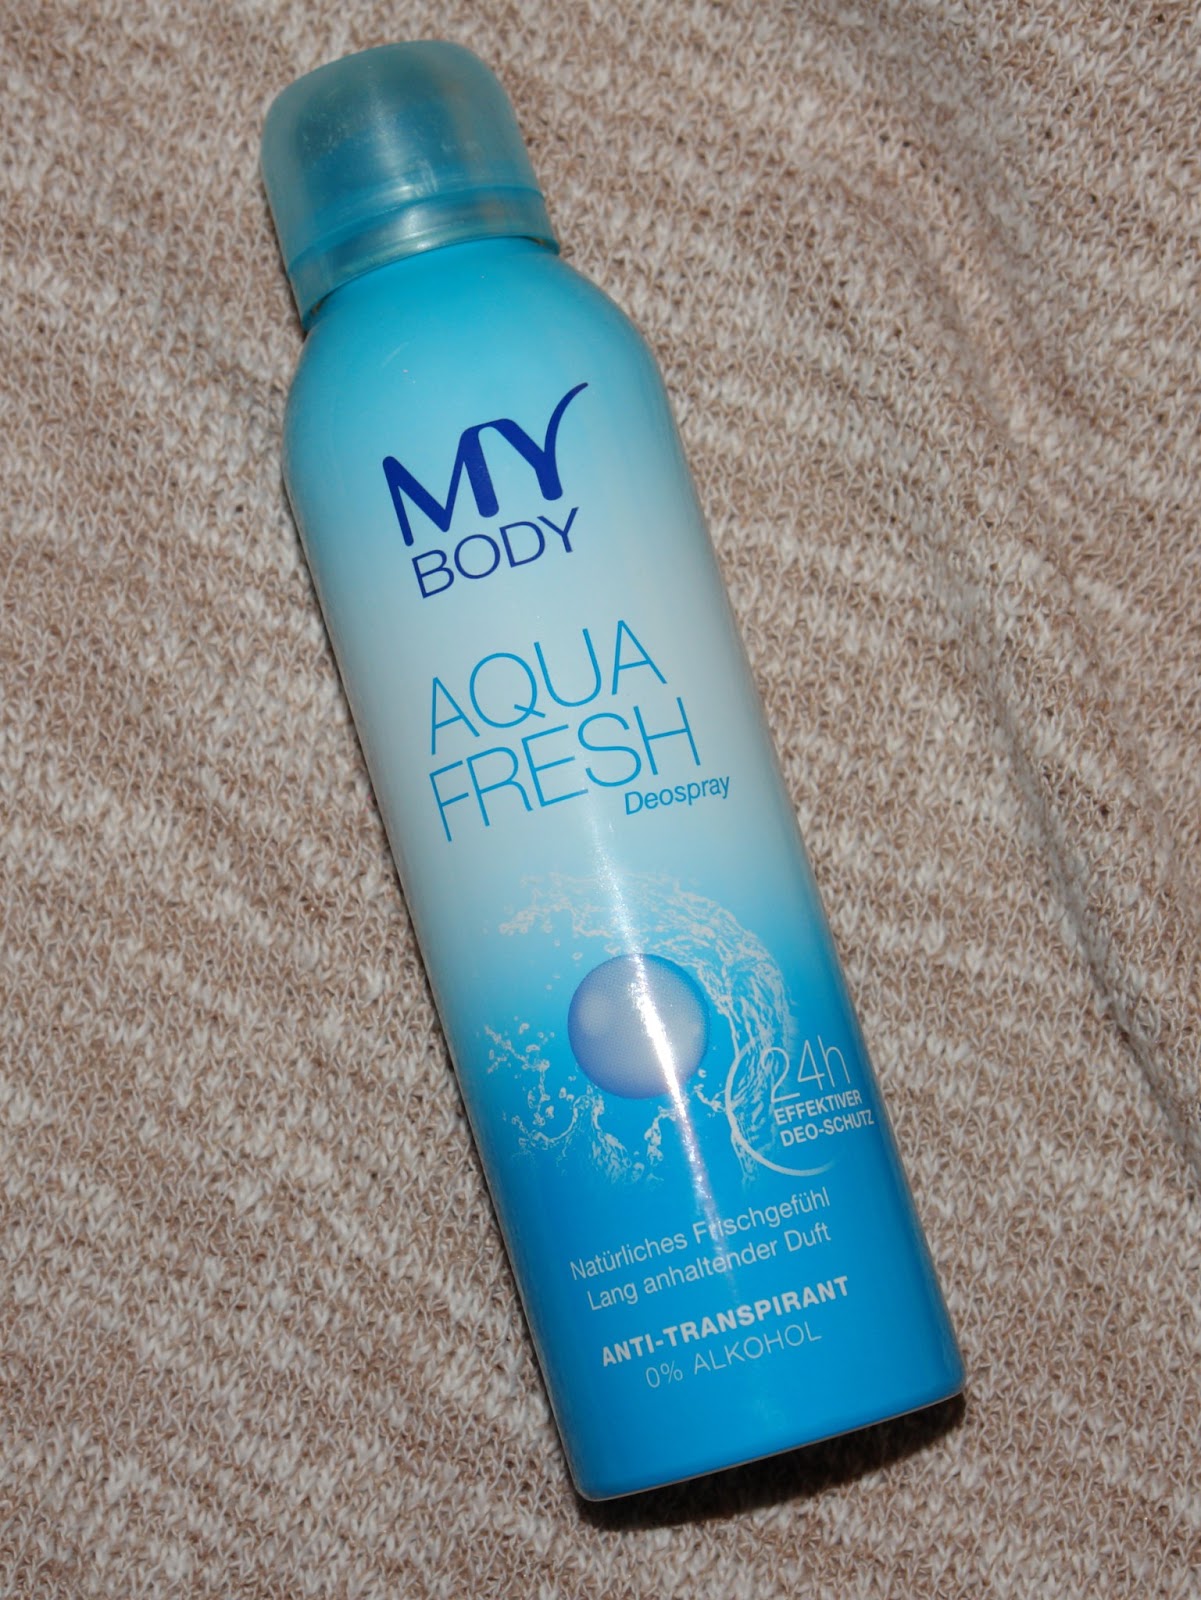 MY
BODY
AQUA
FRESH
Deospray
24h
EFFEKTIVER
DEO-SCHUTZ
Natürliches Frischgefühl
Lang anhaltender Duft
ANTI-TRANSPIRANT
0% ALKOHOL